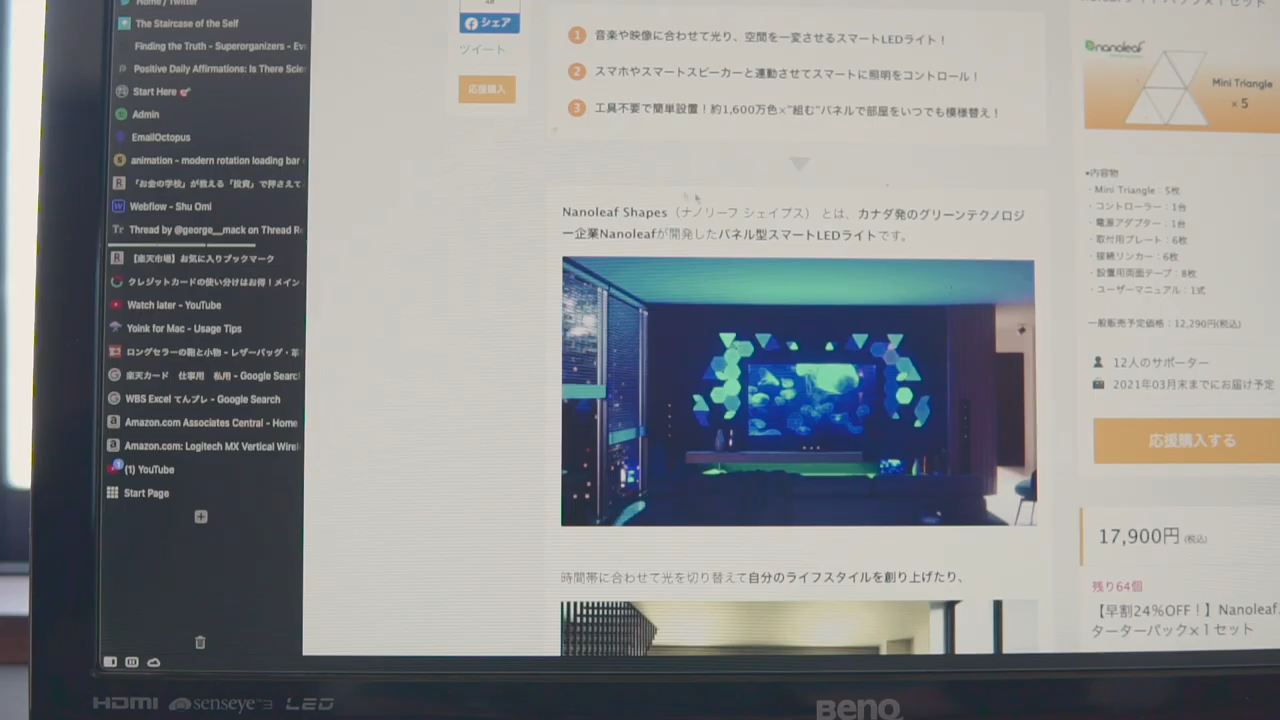 Home / Twitter
The Staircase of the Self
Finding the Truth - Superorganizers - Eve
Positive Daily Affirmations: Is There Scien
Start Here
Admin
EmailOctopus
animation - modern rotation loading bar
「お金の学校」が教える「投資」で押さえて
Webflow - Shu Omi
Thread by @george__mack on Thread Re
【楽天市場】お気に入りブックマーク
クレジットカードの使い分けはお得！メイン
Watch later - YouTube
Yoink for Mac - Usage Tips
ロングセラーの鞄と小物 - レザーバッグ・革
楽天カード 仕事用 私用 - Google Search
WBS Excel てんプレ - Google Search
Amazon.com Associates Central - Home
Amazon.com: Logitech MX Vertical Wirel
(1) YouTube
Start Page
シェア
ツイート
応援購入
1 音楽や映像に合わせて光り、空間を一変させるスマートLEDライト！
2 スマホやスマートスピーカーと連動させてスマートに照明をコントロール！
3 工具不要で簡単設置！約1,600万色×"組む"パネルで部屋をいつでも模様替え！
Nanoleaf Shapes（ナノリーフ シェイプス） とは、カナダ発のグリーンテクノロジ
ー企業Nanoleafが開発したパネル型スマートLEDライトです。
時間帯に合わせて光を切り替えて自分のライフスタイルを創り上げたり、
nanoleaf
Mini Triangle
× 5
●内容物
・Mini Triangle：5枚
・コントローラー：1台
・電源アダプター：1台
・取付用プレート：6枚
・接続リンカー：6枚
・設置用両面テープ：8枚
・ユーザーマニュアル：1式
一般販売予定価格：12,290円(税込)
12人のサポーター
2021年03月末までにお届け予定
応援購入する
17,900円 (税込)
残り64個
【早割24%OFF！】Nanoleaf
ターターパック×１セット
HDMI senseye 3 LED
BenQ